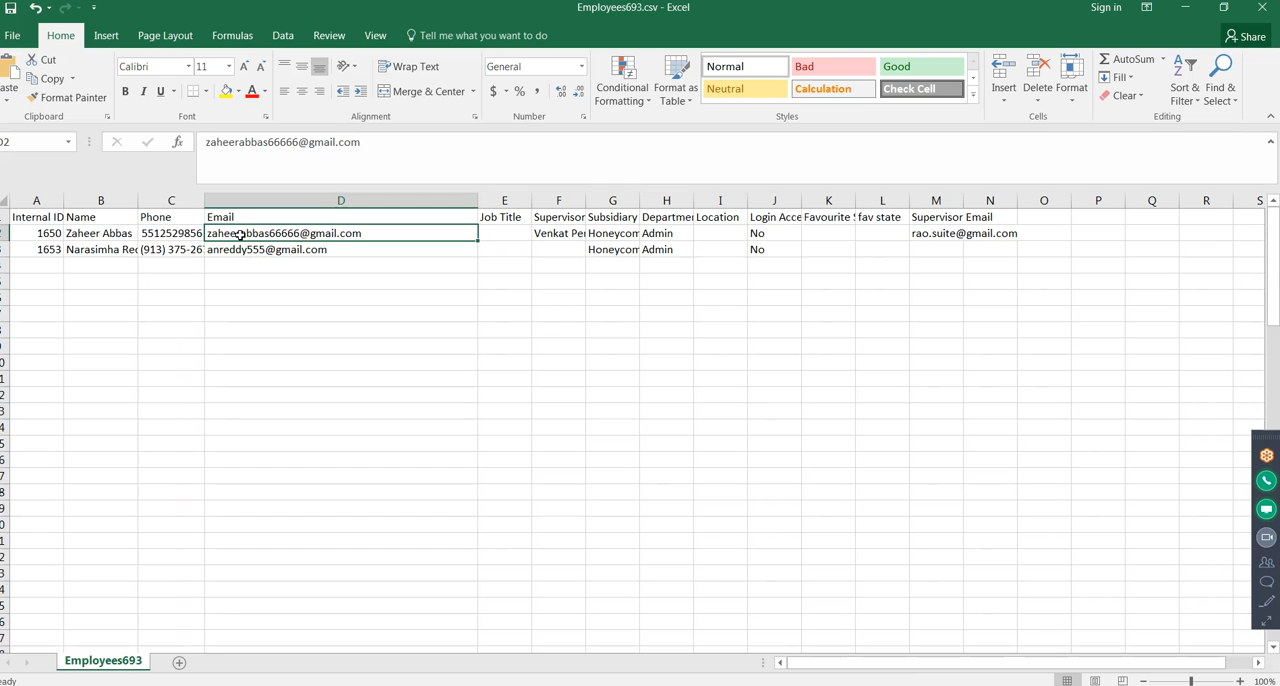 Employees693.csv - Excel
Sign in
File Home Insert Page Layout Formulas Data Review View Tell me what you want to do Share
Cut
Copy
Format Painter
Clipboard
Calibri 11
B I U
Font
Wrap Text
Merge & Center
Alignment
General
$ % ,
Number
Conditional Formatting
Format as Table
Normal Bad Good
Neutral Calculation Check Cell
Styles
Insert Delete Format
Cells
AutoSum
Fill
Clear
Sort & Filter
Find & Select
Editing
fx zaheerabbas66666@gmail.com
A B C D E F G H I J K L M N O P Q R S
Internal ID Name Phone Email Job Title Supervisor Subsidiary Departme Location Login Acce Favourite fav state Supervisor Email
1650 Zaheer Abbas 5512529856 zaheerabbas66666@gmail.com Venkat Per Honeycom Admin No rao.suite@gmail.com
1653 Narasimha Red (913) 375-26 anreddy555@gmail.com Honeycom Admin No
Employees693
100%